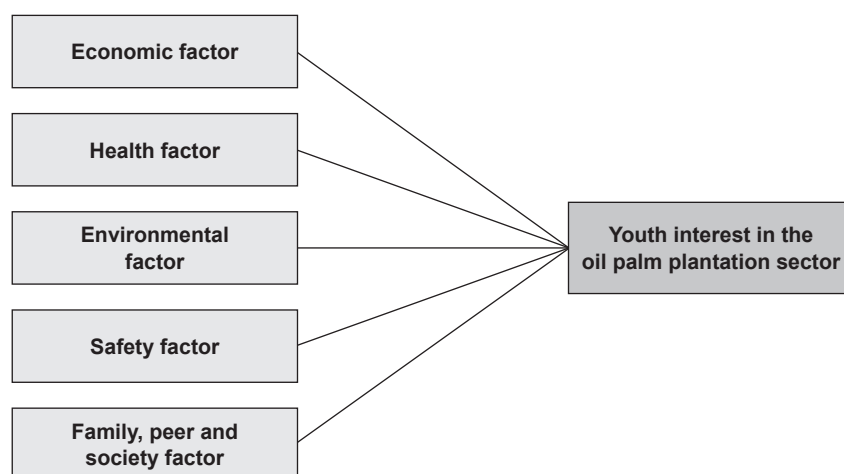 Economic factor
Health factor
Environmental
factor
Safety factor
Family, peer and
society factor
Youth interest in the
oil palm plantation sector